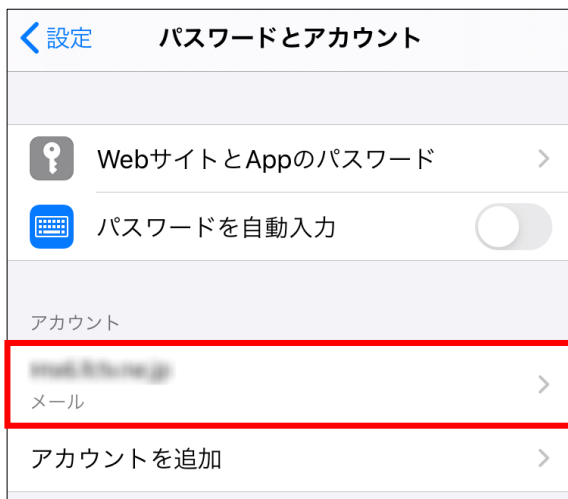 設定 パスワードとアカウント
WebサイトとAppのパスワード
パスワードを自動入力
アカウント
メール
アカウントを追加